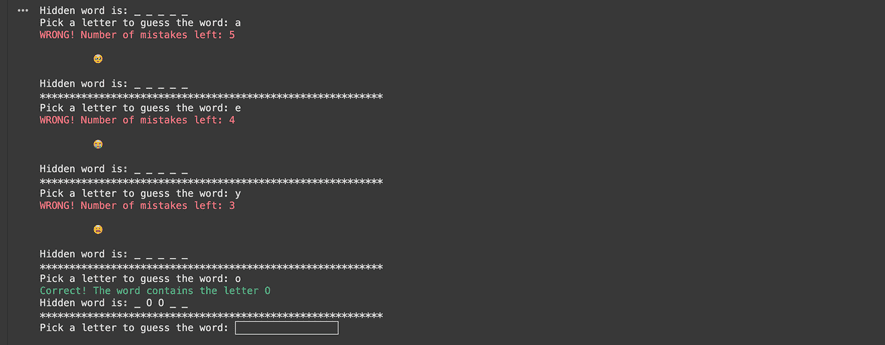 Hidden word is: _ _ _ _ _
Pick a letter to guess the word: a
WRONG! Number of mistakes left: 5
Hidden word is: _ _ _ _ _
**********************************************************
Pick a letter to guess the word: e
WRONG! Number of mistakes left: 4
Hidden word is: _ _ _ _ _
**********************************************************
Pick a letter to guess the word: y
WRONG! Number of mistakes left: 3
Hidden word is: _ _ _ _ _
**********************************************************
Pick a letter to guess the word: o
Correct! The word contains the letter O
Hidden word is: _ O O _ _
**********************************************************
Pick a letter to guess the word: